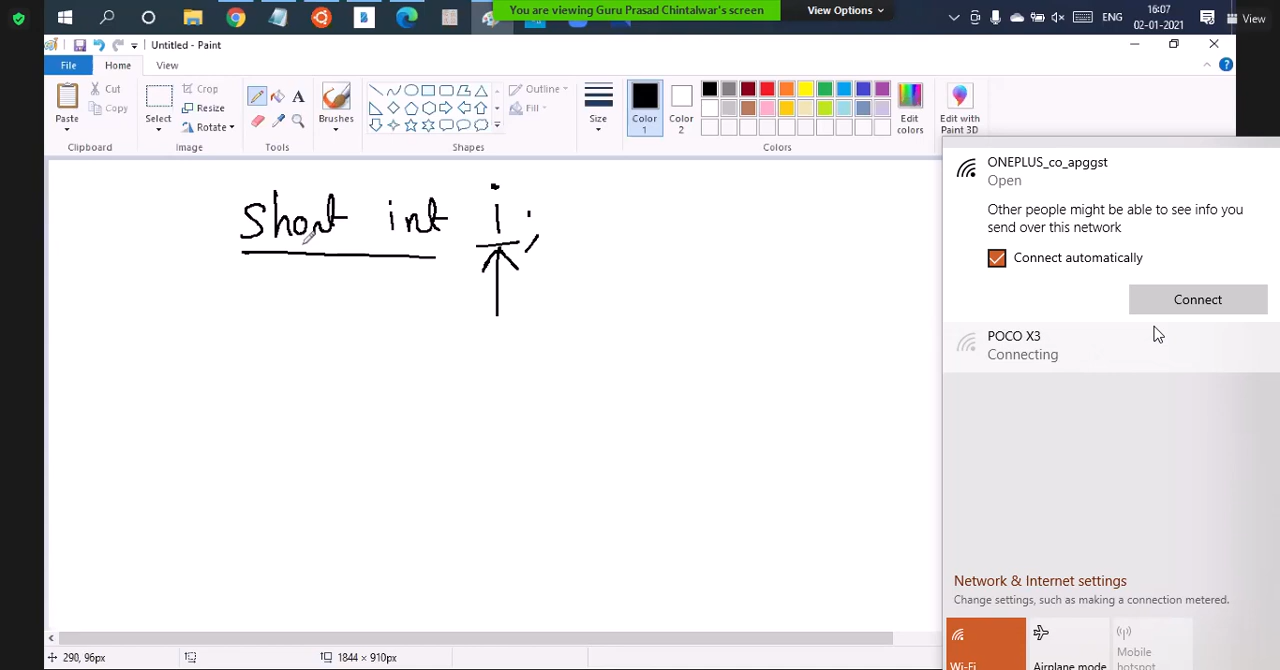 You are viewing Guru Prasad Chintalwar's screen
View Options
ENG
16:07
02-01-2021
View
Untitled - Paint
File
Home
View
Paste
Cut
Copy
Clipboard
Select
Crop
Resize
Rotate
Image
A
Tools
Brushes
Shapes
Outline
Fill
Size
Color
1
Color
2
Edit
colors
Colors
Edit with
Paint 3D
Short int i;
ONEPLUS_co_apggst
Open
Other people might be able to see info you
send over this network
Connect automatically
Connect
POCO X3
Connecting
Network & Internet settings
Change settings, such as making a connection metered.
Wi-Fi
Airplane mode
Mobile
hotspot
290, 96px
1844 × 910px